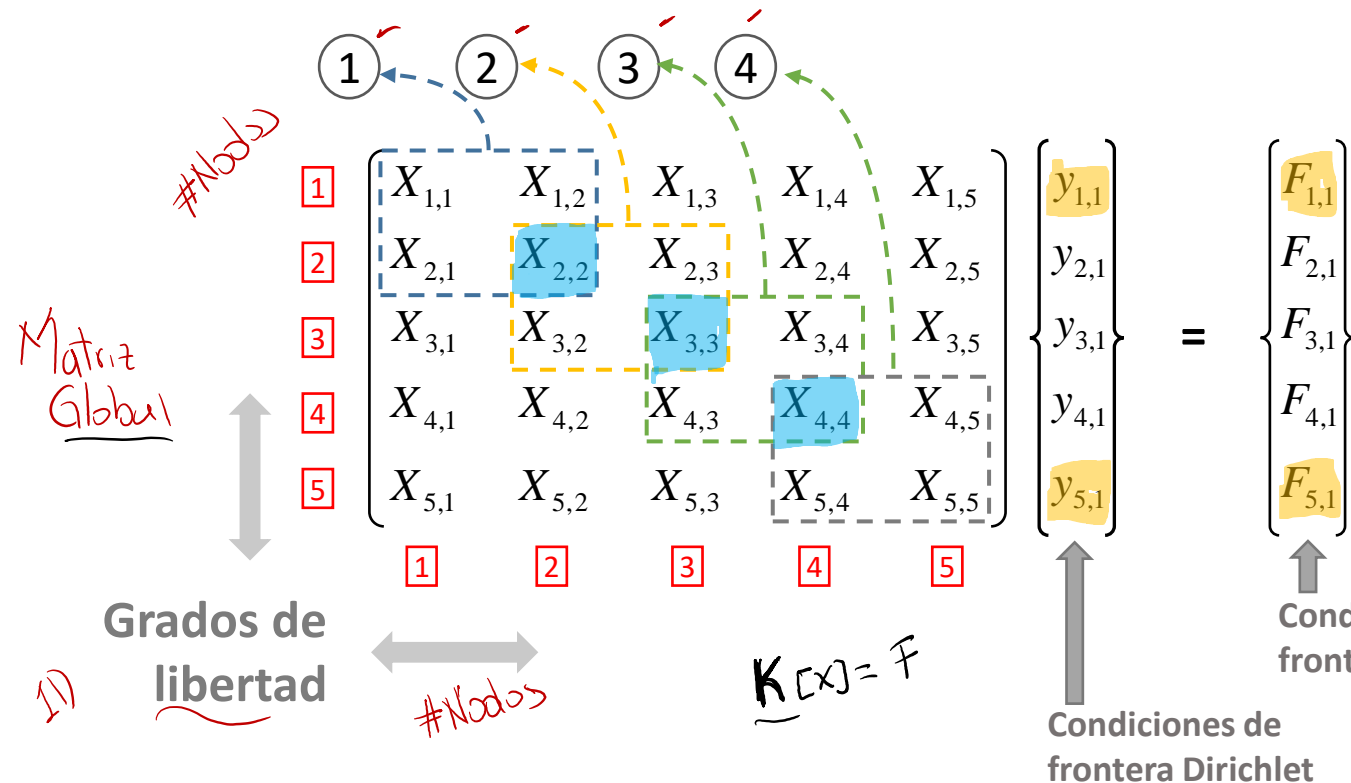 1 2 3 4
#Nodos
1 X1,1 X1,2 X1,3 X1,4 X1,5 y1,1 F1,1
2 X2,1 X2,2 X2,3 X2,4 X2,5 y2,1 F2,1
3 X3,1 X3,2 X3,3 X3,4 X3,5 y3,1 = F3,1
Matriz
Global
4 X4,1 X4,2 X4,3 X4,4 X4,5 y4,1 F4,1
5 X5,1 X5,2 X5,3 X5,4 X5,5 y5,1 F5,1
1 2 3 4 5
Grados de
libertad
#Nodos
K[x]=F
Cond
front
Condiciones de
frontera Dirichlet